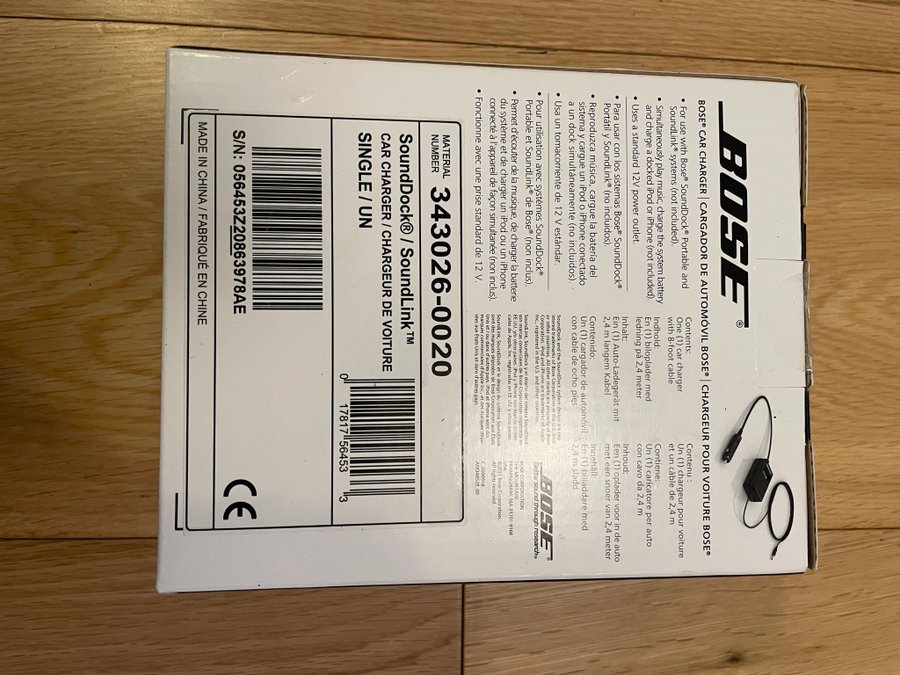 BOSE®
BOSE® CAR CHARGER | CARGADOR DE AUTOMÓVIL BOSE® | CHARGEUR POUR VOITURE BOSE®
• For use with Bose® SoundDock® Portable and
SoundLink® systems (not included).
• Simultaneously play music, charge the system battery
and charge a docked iPod or iPhone (not included).
• Uses a standard 12V power outlet.
• Para usar con los sistemas Bose® SoundDock®
Portátil y SoundLink® (no incluidos).
• Reproduzca música, cargue la batería del
sistema y cargue un iPod o iPhone conectado
a un dock simultáneamente (no incluidos).
• Usa un tomacorriente de 12 V estándar.
• Pour utilisation avec systèmes SoundDock®
Portable et SoundLink® de Bose® (non inclus).
• Permet d'écouter de la musique, de charger la batterie
du système et de charger un iPod ou un iPhone
connecté à l'appareil de façon simultanée (non inclus).
• Fonctionne avec une prise standard de 12 V.
Contents:
One (1) car charger
with 8-foot cable
Indhold:
En (1) biloplader med
ledning på 2,4 meter
Inhalt:
Ein (1) Auto-Ladegerät mit
2,4 m langem Kabel
Contenido:
Un (1) cargador de automóvil
con cable de ocho pies
Contenu :
Un (1) chargeur pour voiture
et un câble de 2,4 m
Contiene:
Un (1) caricatore per auto
con cavo da 2,4 m
Inhoud:
Een (1) oplader voor in de auto
met een snoer van 2,4 meter
Innehåll:
En (1) billaddare med
2,4 m sladd
BOSE®
Better sound through research®
MATERIAL
NUMBER 343026-0020
SoundDock® / SoundLink™
CAR CHARGER / CHARGEUR DE VOITURE
SINGLE / UN
0 17817 56453 2
S/N: 056453Z20863978AE
CE
MADE IN CHINA / FABRIQUÉ EN CHINE